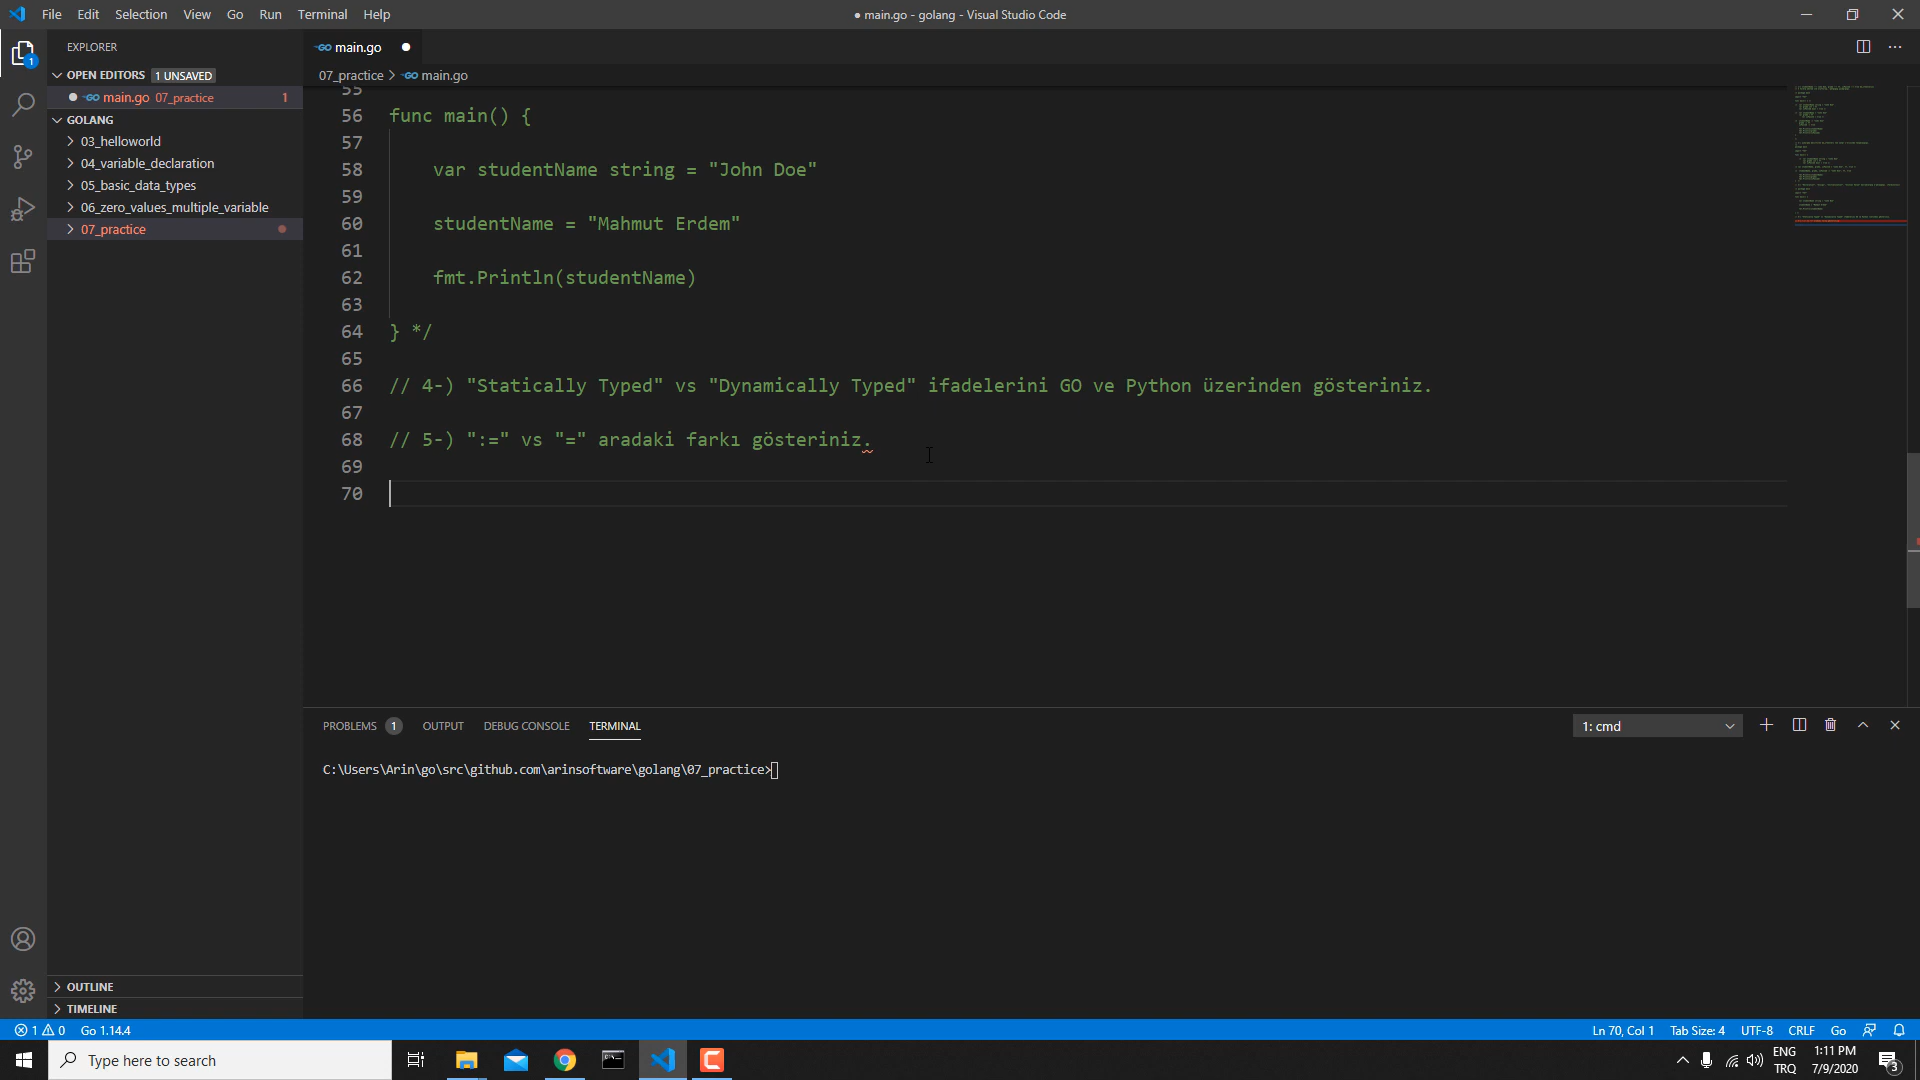 File Edit Selection View Go Run Terminal Help
● main.go - golang - Visual Studio Code
EXPLORER
OPEN EDITORS 1 UNSAVED
main.go 07_practice 1
GOLANG
03_helloworld
04_variable_declaration
05_basic_data_types
06_zero_values_multiple_variable
07_practice
OUTLINE
TIMELINE
main.go
07_practice > main.go
55
56 func main() {
57
58 var studentName string = "John Doe"
59
60 studentName = "Mahmut Erdem"
61
62 fmt.Println(studentName)
63
64 } */
65
66 // 4-) "Statically Typed" vs "Dynamically Typed" ifadelerini GO ve Python üzerinden gösteriniz.
67
68 // 5-) ":=" vs "=" aradaki farkı gösteriniz.
69
70
PROBLEMS 1 OUTPUT DEBUG CONSOLE TERMINAL
1: cmd
C:\Users\Arin\go\src\github.com\arinsoftware\golang\07_practice>
1 0 Go 1.14.4
Ln 70, Col 1 Tab Size: 4 UTF-8 CRLF Go
Type here to search
ENG
TRQ
1:11 PM
7/9/2020
3